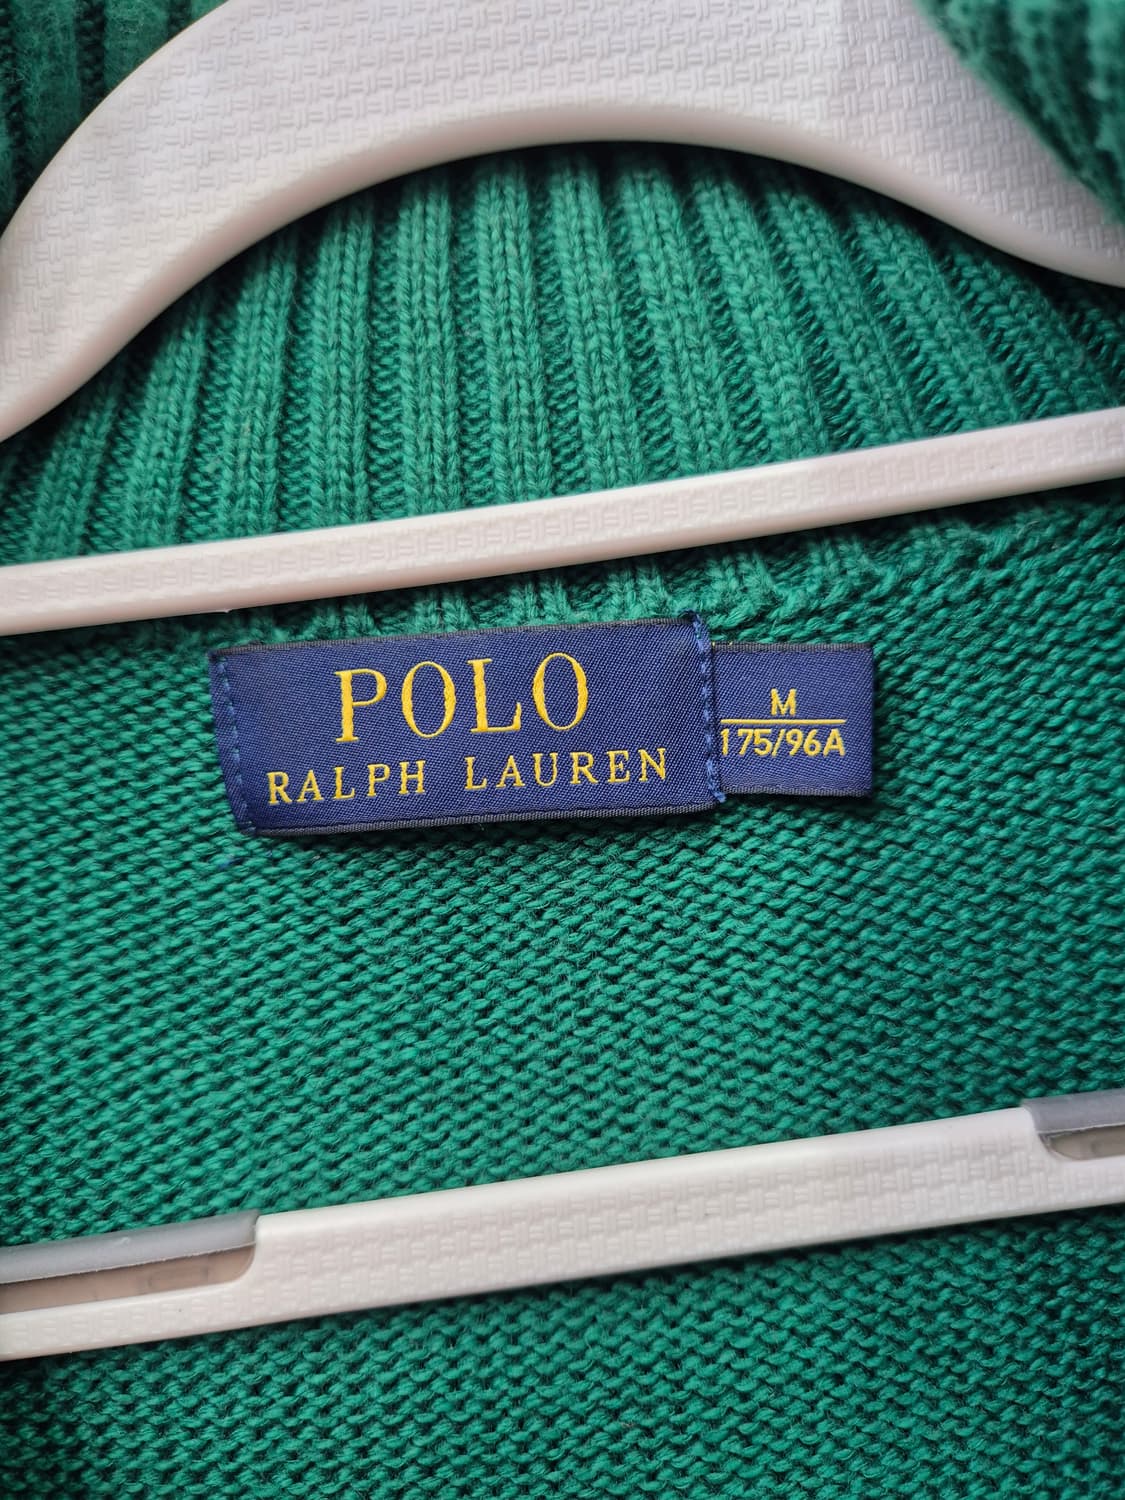 POLO
RALPH LAUREN
M
175/96A